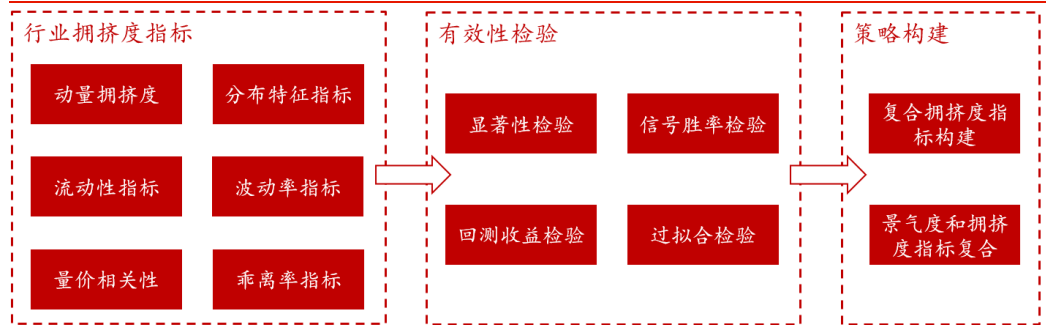 行业拥挤度指标
动量拥挤度
分布特征指标
流动性指标
波动率指标
量价相关性
乖离率指标
有效性检验
显著性检验
信号胜率检验
回测收益检验
过拟合检验
策略构建
复合拥挤度指
标构建
景气度和拥挤
度指标复合